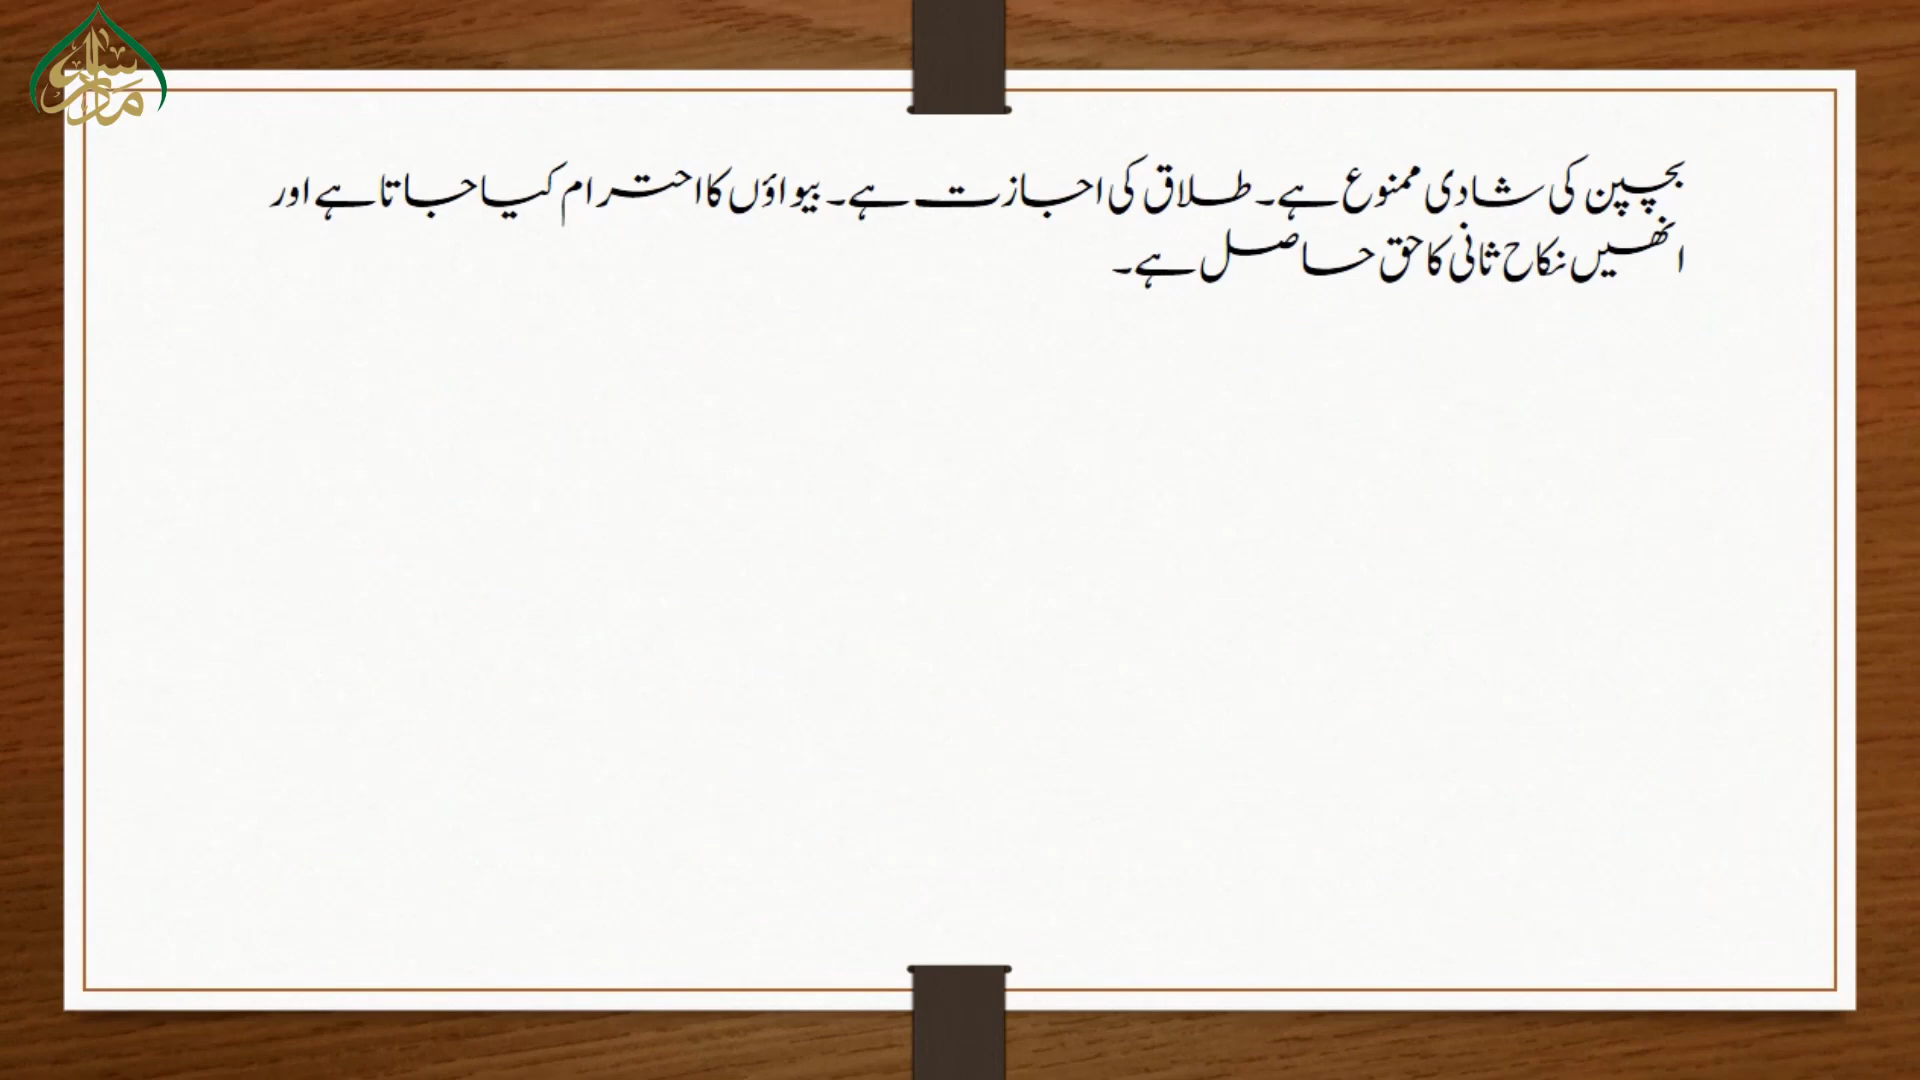 بچپن کی شادی ممنوع ہے۔ طلاق کی اجازت ہے۔ بیواؤں کا احترام کیا جاتا ہے اور
انھیں نکاح ثانی کا حق حاصل ہے۔